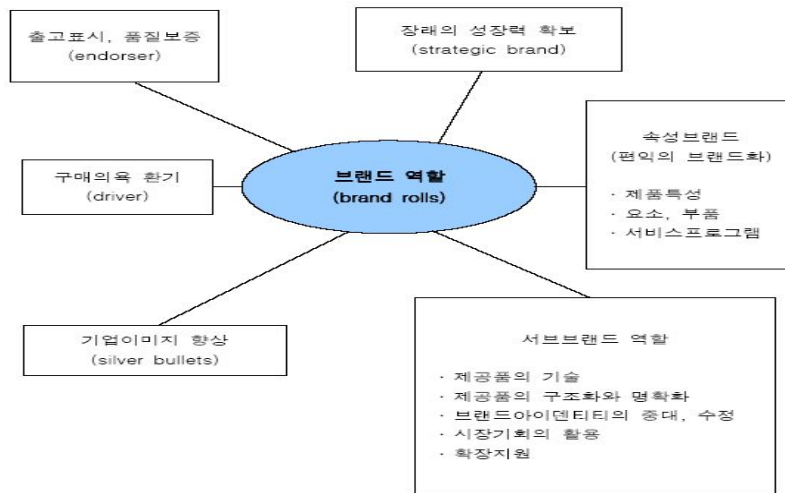 출고표시, 품질보증
(endorser)
장래의 성장력 확보
(strategic brand)
속성브랜드
(편익의 브랜드화)
· 제품특성
· 요소, 부품
· 서비스프로그램
구매의욕 환기
(driver)
브랜드 역할
(brand rolls)
기업이미지 향상
(silver bullets)
서브브랜드 역할
· 제공품의 기술
· 제공품의 구조화와 명확화
· 브랜드아이덴티티의 증대, 수정
· 시장기회의 활용
· 확장지원